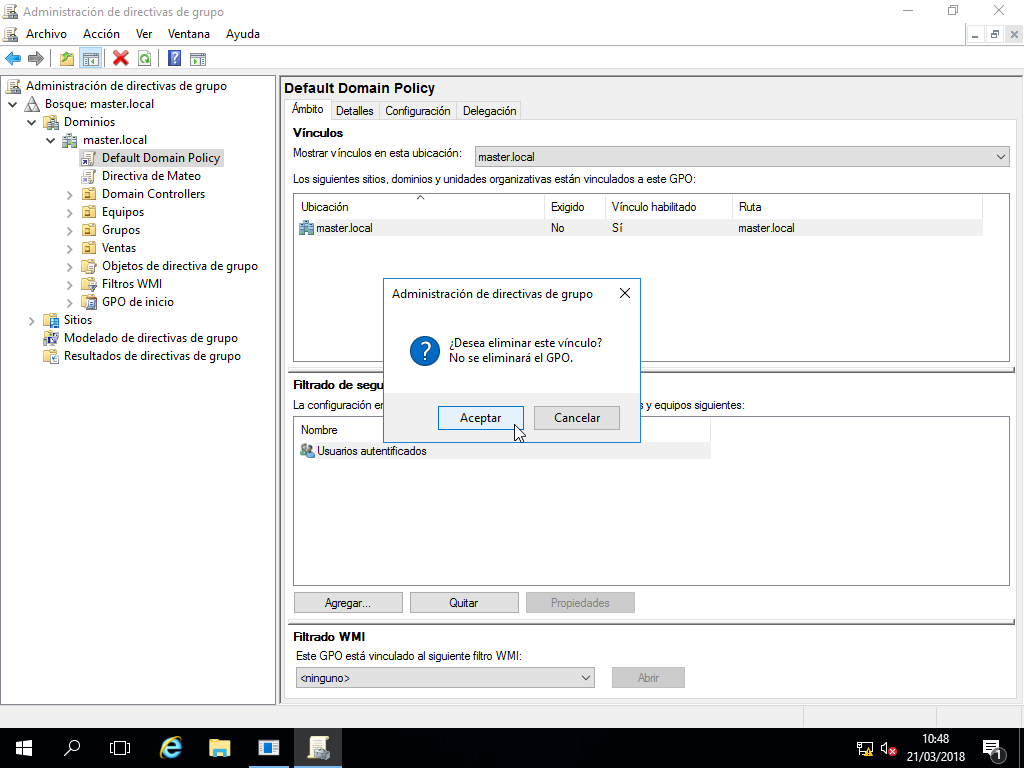 Administración de directivas de grupo
Archivo Acción Ver Ventana Ayuda
Administración de directivas de grupo
Bosque: master.local
Dominios
master.local
Default Domain Policy
Directiva de Mateo
Domain Controllers
Equipos
Grupos
Ventas
Objetos de directiva de grupo
Filtros WMI
GPO de inicio
Sitios
Modelado de directivas de grupo
Resultados de directivas de grupo
Default Domain Policy
Ámbito Detalles Configuración Delegación
Vínculos
Mostrar vínculos en esta ubicación: master.local
Los siguientes sitios, dominios y unidades organizativas están vinculados a este GPO:
Ubicación Exigido Vínculo habilitado Ruta
master.local No Sí master.local
Administración de directivas de grupo
¿Desea eliminar este vínculo?
No se eliminará el GPO.
Aceptar Cancelar
Filtrado de segu
La configuración en y equipos siguientes:
Nombre
Usuarios autentificados
Agregar... Quitar Propiedades
Filtrado WMI
Este GPO está vinculado al siguiente filtro WMI:
<ninguno> Abrir
10:48
21/03/2018
1